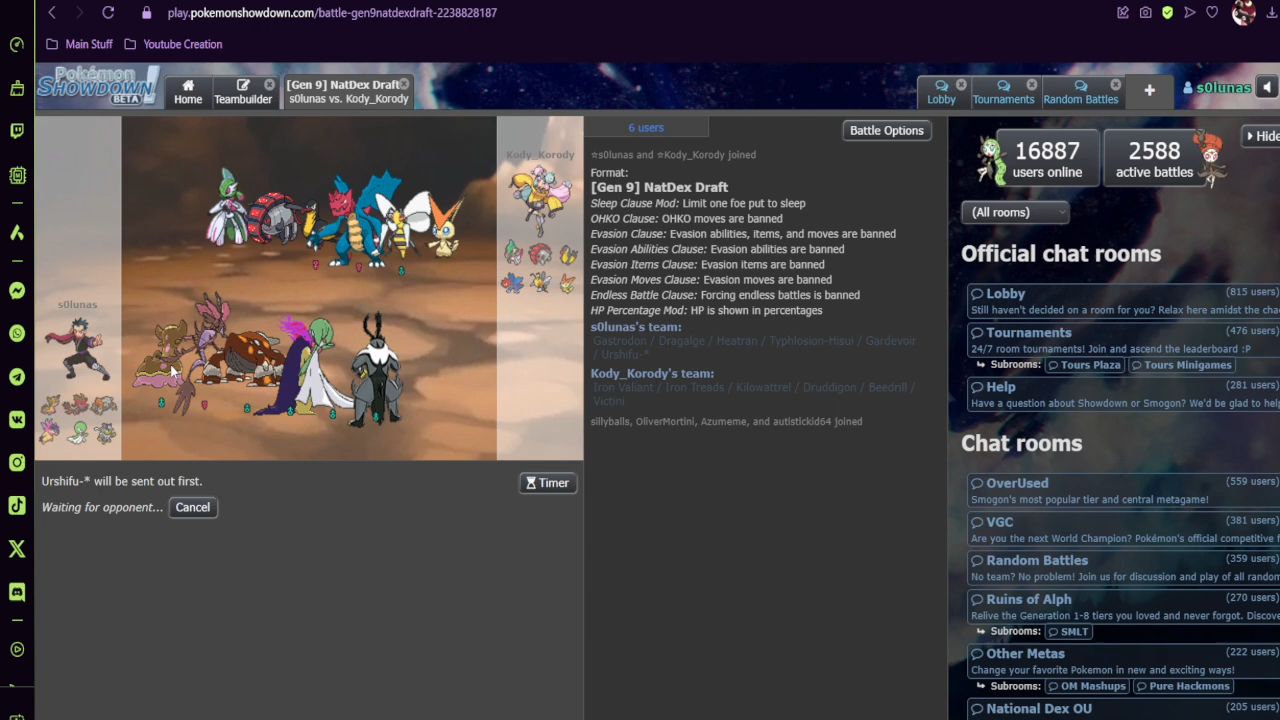 play.pokemonshowdown.com/battle-gen9natdexdraft-2238828187
Main Stuff
Youtube Creation
Pokémon
SHOWDOWN
BETA
!
Home
Teambuilder
[Gen 9] NatDex Draft
s0lunas vs. Kody_Korody
Lobby
Tournaments
Random Battles
+
s0lunas
Kody_Korody
s0lunas
6 users
Battle Options
☆s0lunas and ☆Kody_Korody joined
Format:
[Gen 9] NatDex Draft
Sleep Clause Mod: Limit one foe put to sleep
OHKO Clause: OHKO moves are banned
Evasion Clause: Evasion abilities, items, and moves are banned
Evasion Abilities Clause: Evasion abilities are banned
Evasion Items Clause: Evasion items are banned
Evasion Moves Clause: Evasion moves are banned
Endless Battle Clause: Forcing endless battles is banned
HP Percentage Mod: HP is shown in percentages
s0lunas's team:
Gastrodon / Dragalge / Heatran / Typhlosion-Hisui / Gardevoir
/ Urshifu-*
Kody_Korody's team:
Iron Valiant / Iron Treads / Kilowattrel / Druddigon / Beedrill /
Victini
sillyballs, OliverMortini, Azumeme, and autistickid64 joined
Urshifu-* will be sent out first.
Timer
Waiting for opponent...
Cancel
16887
users online
2588
active battles
Hide
(All rooms)
Official chat rooms
Lobby
(815 users)
Still haven't decided on a room for you? Relax here amidst the cha
Tournaments
(476 users)
24/7 room tournaments! Join and ascend the leaderboard :P
Subrooms:
Tours Plaza
Tours Minigames
Help
(281 users)
Have a question about Showdown or Smogon? We'd be glad to help
Chat rooms
OverUsed
(559 users)
Smogon's most popular tier and central metagame!
VGC
(381 users)
Are you the next World Champion? Pokémon's official competitive f
Random Battles
(359 users)
No team? No problem! Join us for discussion and play of all random
Ruins of Alph
(270 users)
Relive the Generation 1-8 tiers you loved and never forgot. Discove
Subrooms:
SMLT
Other Metas
(222 users)
Change your favorite Pokemon in new and exciting ways!
Subrooms:
OM Mashups
Pure Hackmons
National Dex OU
(205 users)